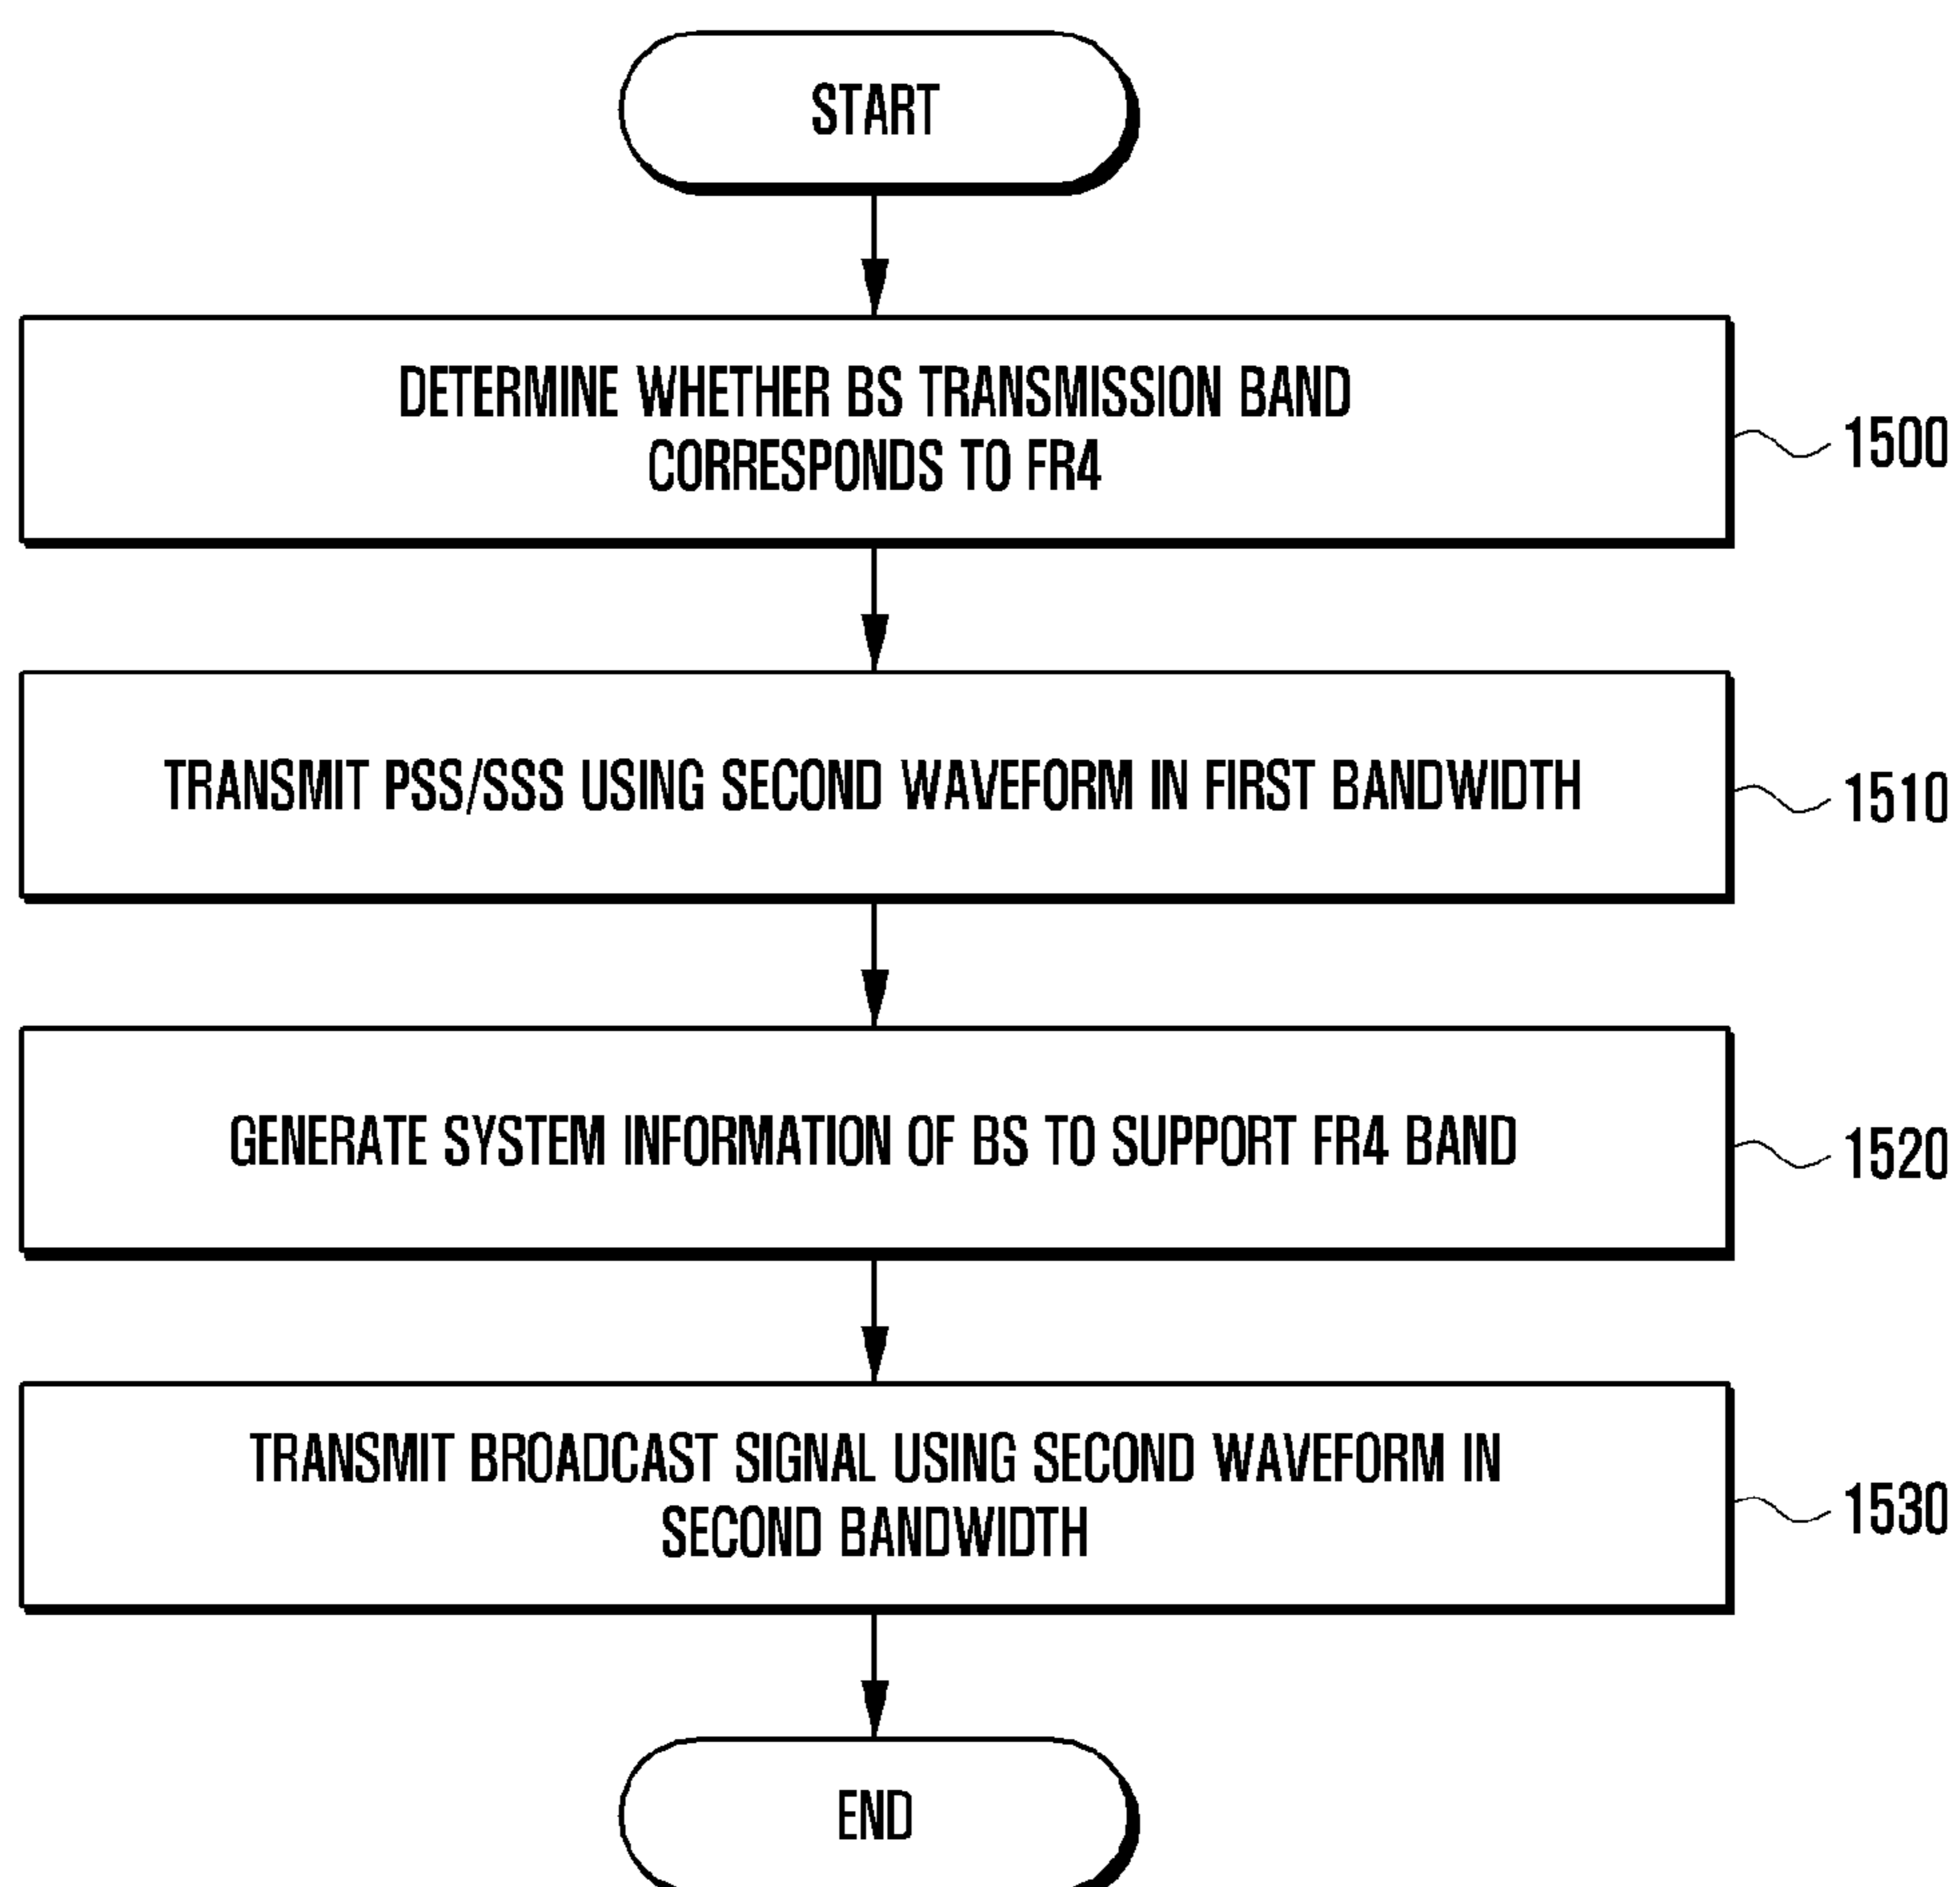 START
DETERMINE WHETHER BS TRANSMISSION BAND
CORRESPONDS TO FR4
1500
TRANSMIT PSS/SSS USING SECOND WAVEFORM IN FIRST BANDWIDTH
1510
GENERATE SYSTEM INFORMATION OF BS TO SUPPORT FR4 BAND
1520
TRANSMIT BROADCAST SIGNAL USING SECOND WAVEFORM IN
SECOND BANDWIDTH
1530
END